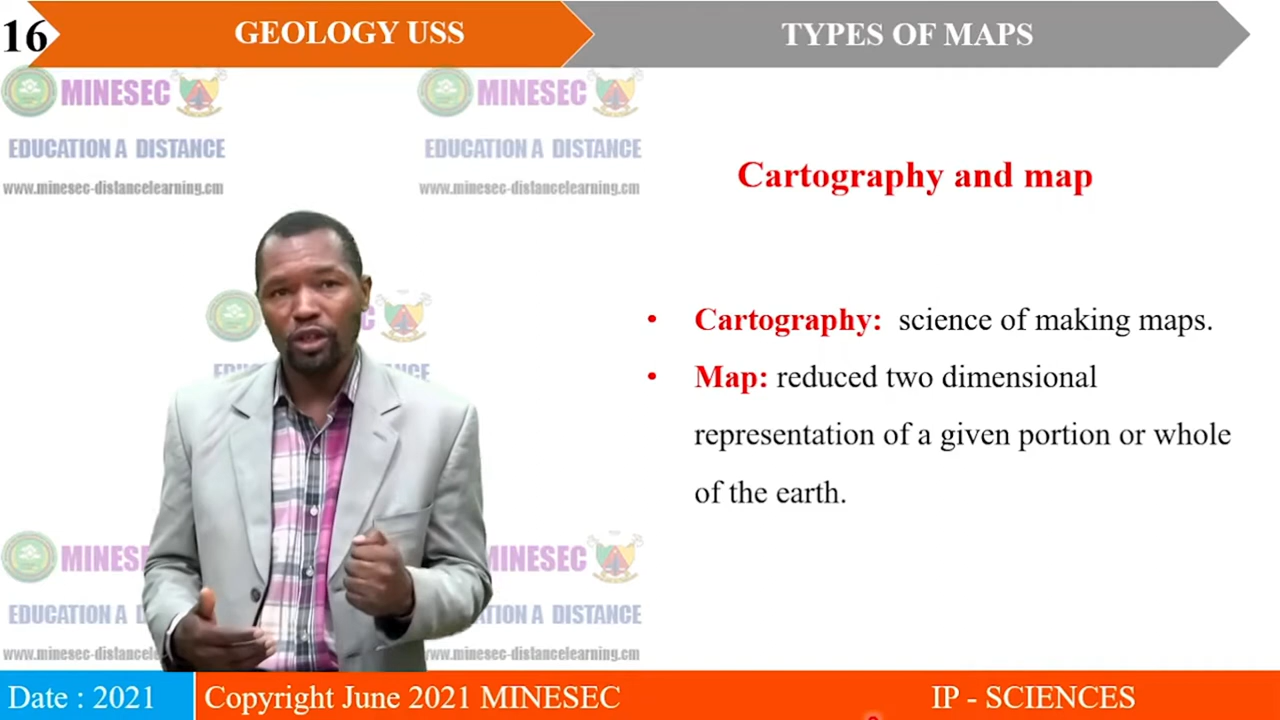 16
GEOLOGY USS
TYPES OF MAPS
MINESEC
MINESEC
EDUCATION A DISTANCE
EDUCATION A DISTANCE
www.minesec-distancelearning.cm
www.minesec-distancelearning.cm
Cartography and map
• Cartography: science of making maps.
• Map: reduced two dimensional
representation of a given portion or whole
of the earth.
MINESEC
MINESEC
EDUCATION A
DISTANCE
www.minesec-distancelearning.cm
Date : 2021
Copyright June 2021 MINESEC
IP - SCIENCES